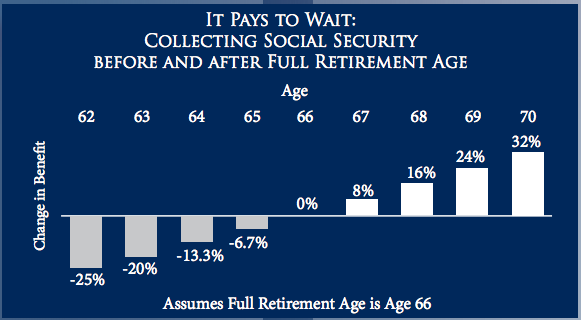 It Pays to Wait:
Collecting Social Security
before and after Full Retirement Age
Age
62 63 64 65 66 67 68 69 70
Change in Benefit
-25% -20% -13.3% -6.7% 0% 8% 16% 24% 32%
Assumes Full Retirement Age is Age 66